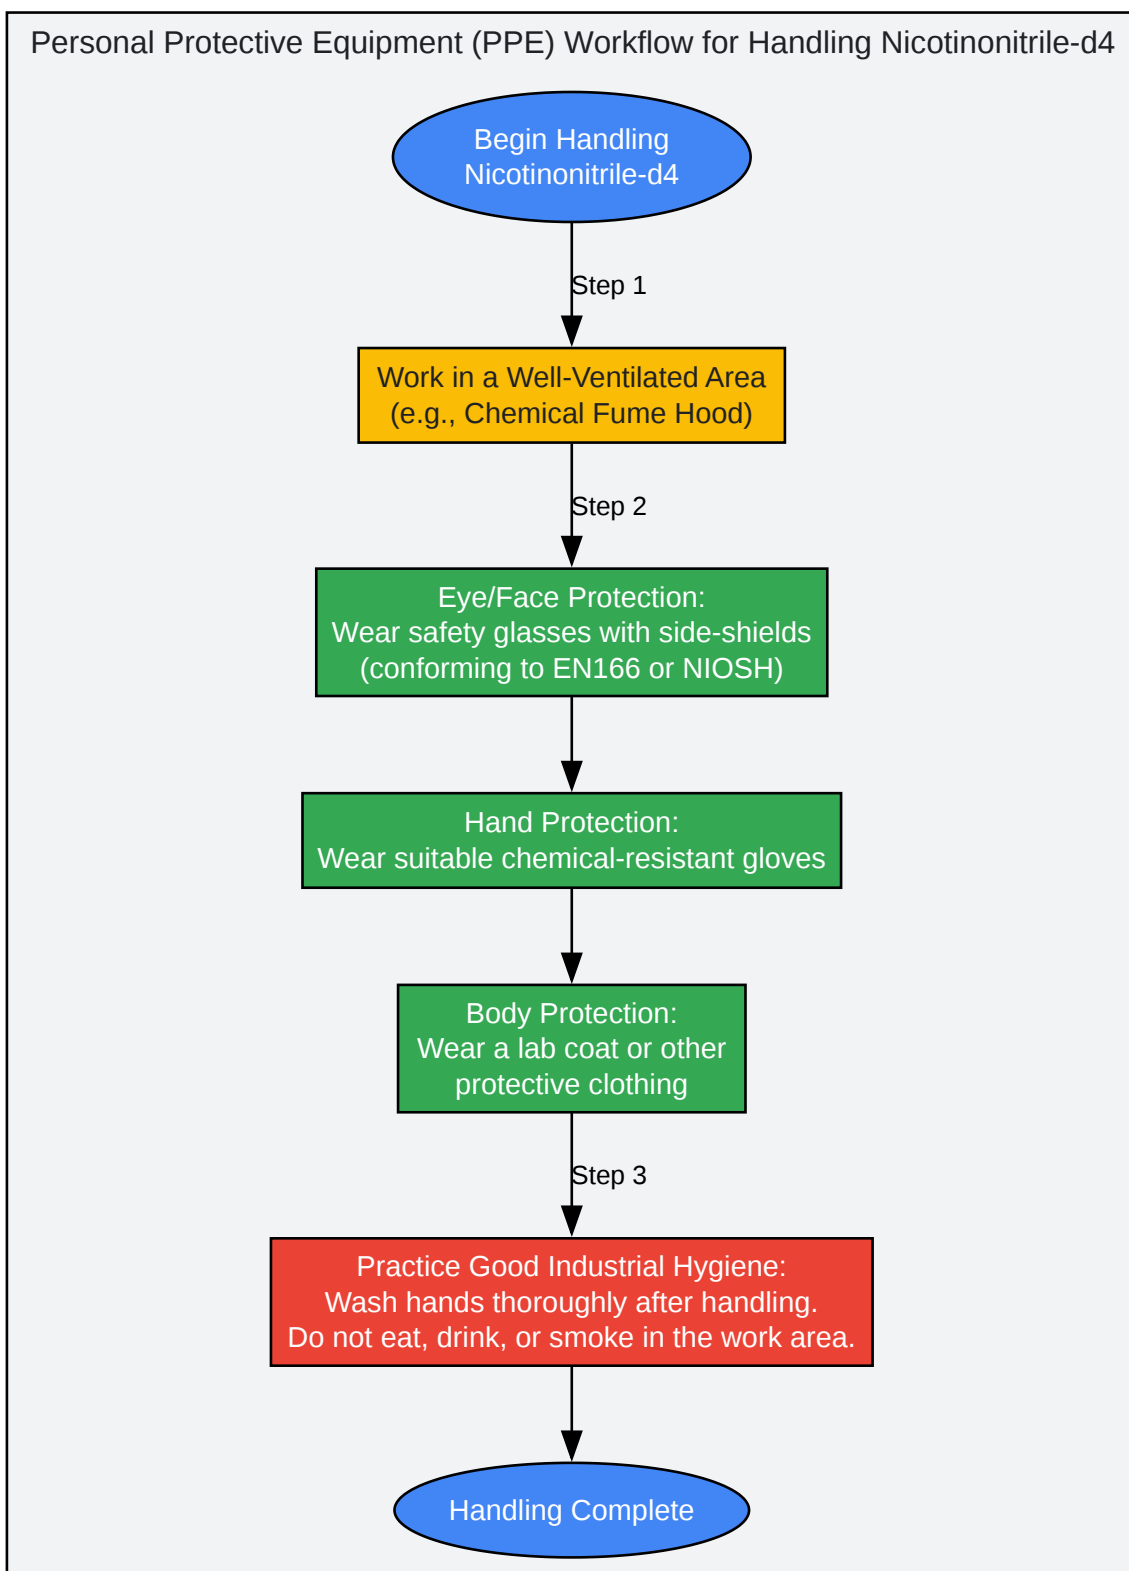 Personal Protective Equipment (PPE) Workflow for Handling Nicotinonitrile-d4
Begin Handling
Nicotinonitrile-d4
Step 1
Work in a Well-Ventilated Area
(e.g., Chemical Fume Hood)
Step 2
Eye/Face Protection:
Wear safety glasses with side-shields
(conforming to EN166 or NIOSH)
Hand Protection:
Wear suitable chemical-resistant gloves
Body Protection:
Wear a lab coat or other
protective clothing
Step 3
Practice Good Industrial Hygiene:
Wash hands thoroughly after handling.
Do not eat, drink, or smoke in the work area.
Handling Complete